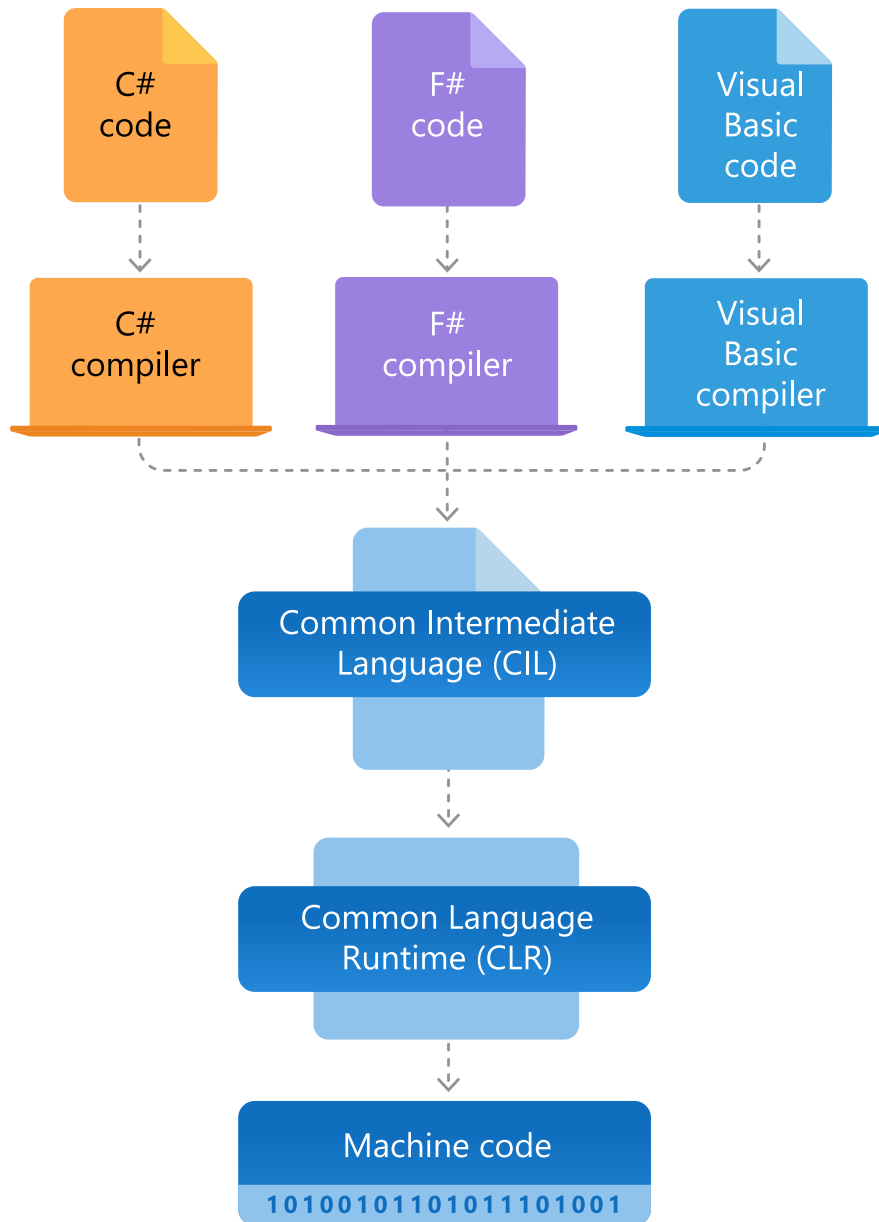 C#
code
F#
code
Visual
Basic
code
C#
compiler
F#
compiler
Visual
Basic
compiler
Common Intermediate
Language (CIL)
Common Language
Runtime (CLR)
Machine code
101001011010111101001